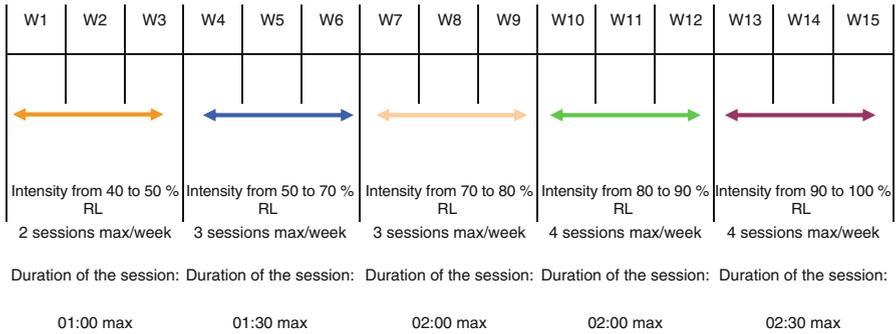 W1 W2 W3 W4 W5 W6 W7 W8 W9 W10 W11 W12 W13 W14 W15
Intensity from 40 to 50 %
RL
2 sessions max/week
Duration of the session:
01:00 max
Intensity from 50 to 70 %
RL
3 sessions max/week
Duration of the session:
01:30 max
Intensity from 70 to 80 %
RL
3 sessions max/week
Duration of the session:
02:00 max
Intensity from 80 to 90 %
RL
4 sessions max/week
Duration of the session:
02:00 max
Intensity from 90 to 100 %
RL
4 sessions max/week
Duration of the session:
02:30 max